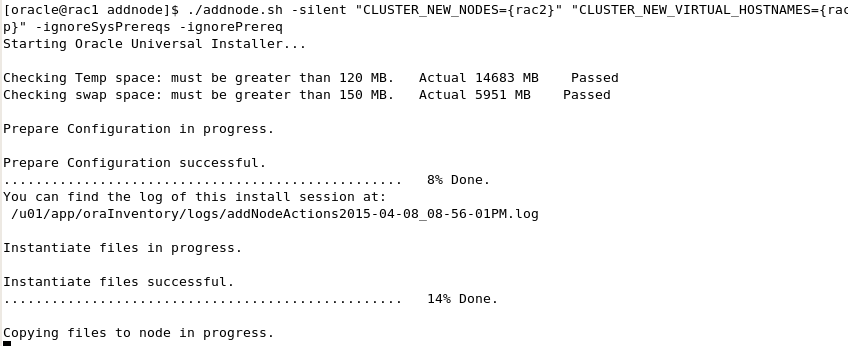 [oracle@rac1 addnode]$ ./addnode.sh -silent "CLUSTER_NEW_NODES={rac2}" "CLUSTER_NEW_VIRTUAL_HOSTNAMES={rac
p}" -ignoreSysPrereqs -ignorePrereq
Starting Oracle Universal Installer...
Checking Temp space: must be greater than 120 MB.   Actual 14683 MB    Passed
Checking swap space: must be greater than 150 MB.   Actual 5951 MB    Passed
Prepare Configuration in progress.
Prepare Configuration successful.
..................................................   8% Done.
You can find the log of this install session at:
 /u01/app/oraInventory/logs/addNodeActions2015-04-08_08-56-01PM.log
Instantiate files in progress.
Instantiate files successful.
..................................................   14% Done.
Copying files to node in progress.